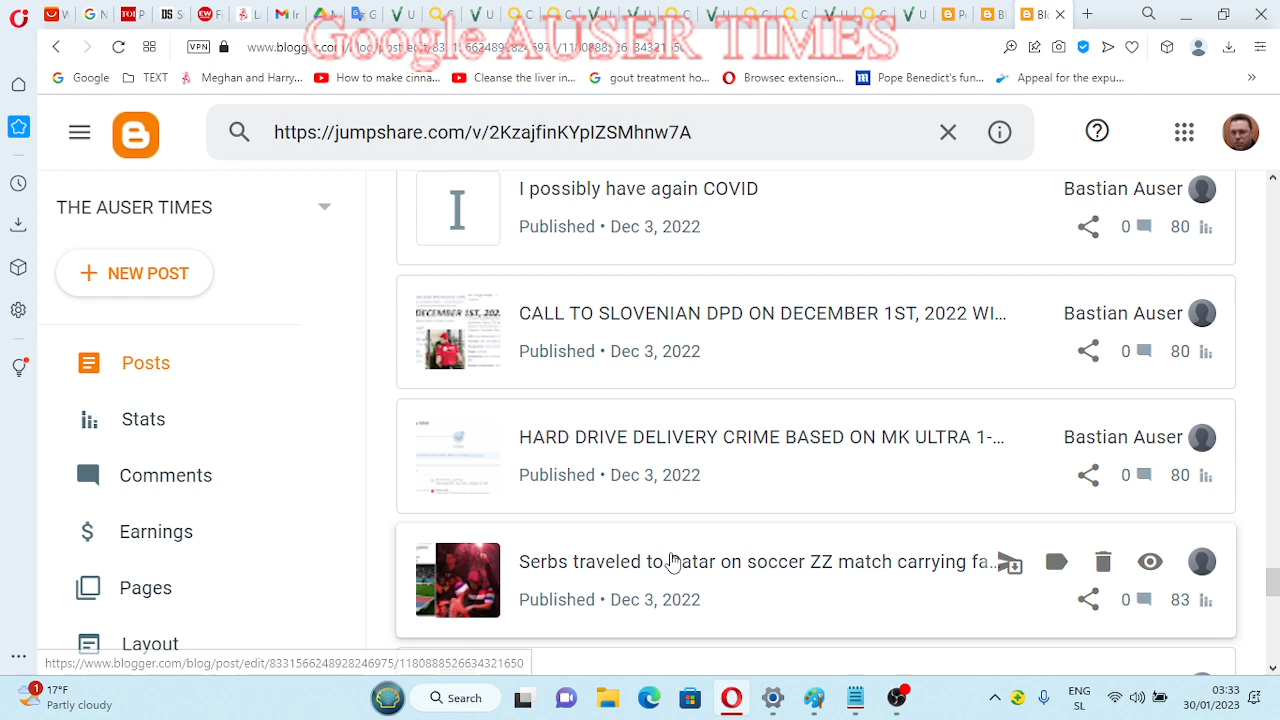 Google AUSER TIMES
VPN
Google
TEXT
Meghan and Harry...
How to make cinna...
Cleanse the liver in...
gout treatment ho...
Browsec extension...
Pope Benedict's fun...
Appeal for the expu...
https://jumpshare.com/v/2KzajfinKYpIZSMhnw7A
THE AUSER TIMES
NEW POST
Posts
Stats
Comments
Earnings
Pages
Layout
I possibly have again COVID
Bastian Auser
Published • Dec 3, 2022
0
80
CALL TO SLOVENIAN DPD ON DECEMBER 1ST, 2022 WI...
Bastian Auser
Published • Dec 3, 2022
0
80
HARD DRIVE DELIVERY CRIME BASED ON MK ULTRA 1-...
Bastian Auser
Published • Dec 3, 2022
0
80
Serbs traveled to Qatar on soccer ZZ match carrying fa...
Published • Dec 3, 2022
0
83
https://www.blogger.com/blog/post/edit/8331566248928246975/1180888526634321650
1
17°F
Partly cloudy
Search
ENG
SL
03:33
30/01/2023